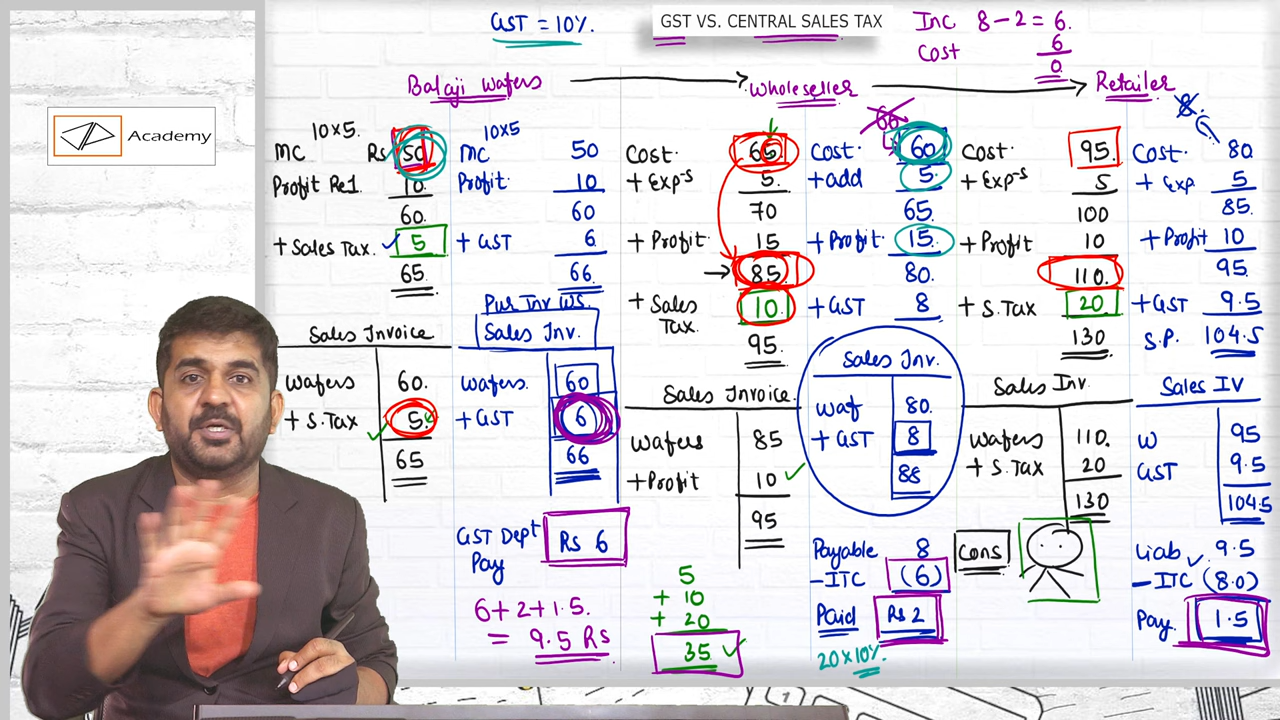 GST = 10%.
GST VS. CENTRAL SALES TAX
Inc 8 - 2 = 6.
Cost 6
0
Balaji Wafers
Wholeseller
Retailer
Academy
10x5.
MC Rs 50
Profit Re1. 10.
60.
+ Sales Tax. 5
65.
Sales Invoice
Wafers 60.
+ S.Tax 5.
65
10x5
MC 50
Profit. 10
60
+ GST 6
66
Pur Inv WS.
Sales Inv.
Wafers. 60
+ GST 6
66
GST Dept Pay Rs 6
6+2+1.5.
= 9.5 Rs
Cost. 65
+ Exps 5.
70
+ Profit. 15
85
+ Sales Tax. 10
95.
Sales Invoice.
Wafers 85
+ Profit 10
95
5
+ 10
+ 20
35
66
Cost. 60
+ add 5.
65.
+ Profit. 15.
80.
+ GST 8
Sales Inv.
Waf 80.
+ GST 8
88
Payable 8
- ITC (6)
Paid Rs 2
20x10%
Cost. 95.
+ Exps 5
100
+ Profit 10
110.
+ S.Tax 20
130
Sales Inv.
Wafers 110.
+ S.Tax 20
130
Cons
8.
Cost: 80.
+ Exp 5
85.
+ Profit 10
95.
+ GST 9.5
S.P. 104.5
Sales IV
W 95
GST 9.5
104.5
Liab 9.5
- ITC (8.0)
Pay. 1.5